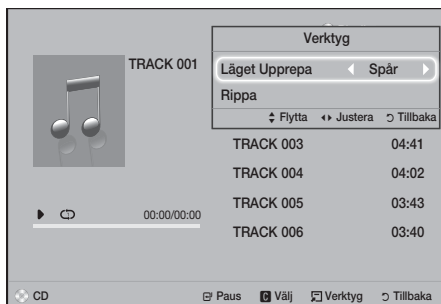 Verktyg
TRACK 001
Läget Upprepa Spår
Rippa
Flytta Justera Tillbaka
TRACK 003 04:41
TRACK 004 04:02
TRACK 005 03:43
00:00/00:00
TRACK 006 03:40
CD Paus C Välj Verktyg Tillbaka